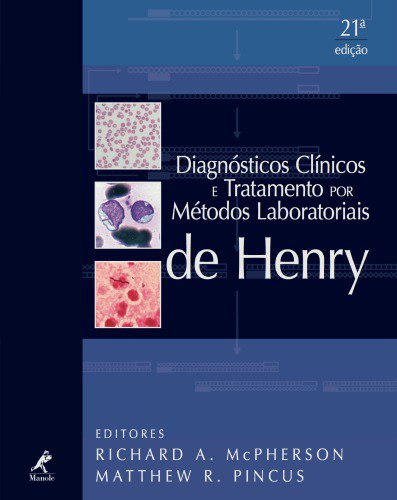 21ª
edição
Diagnósticos Clínicos
E Tratamento POR
Métodos Laboratoriais
de Henry
EDITORES
RICHARD A. McPHERSON
MATTHEW R. PINCUS
Manole